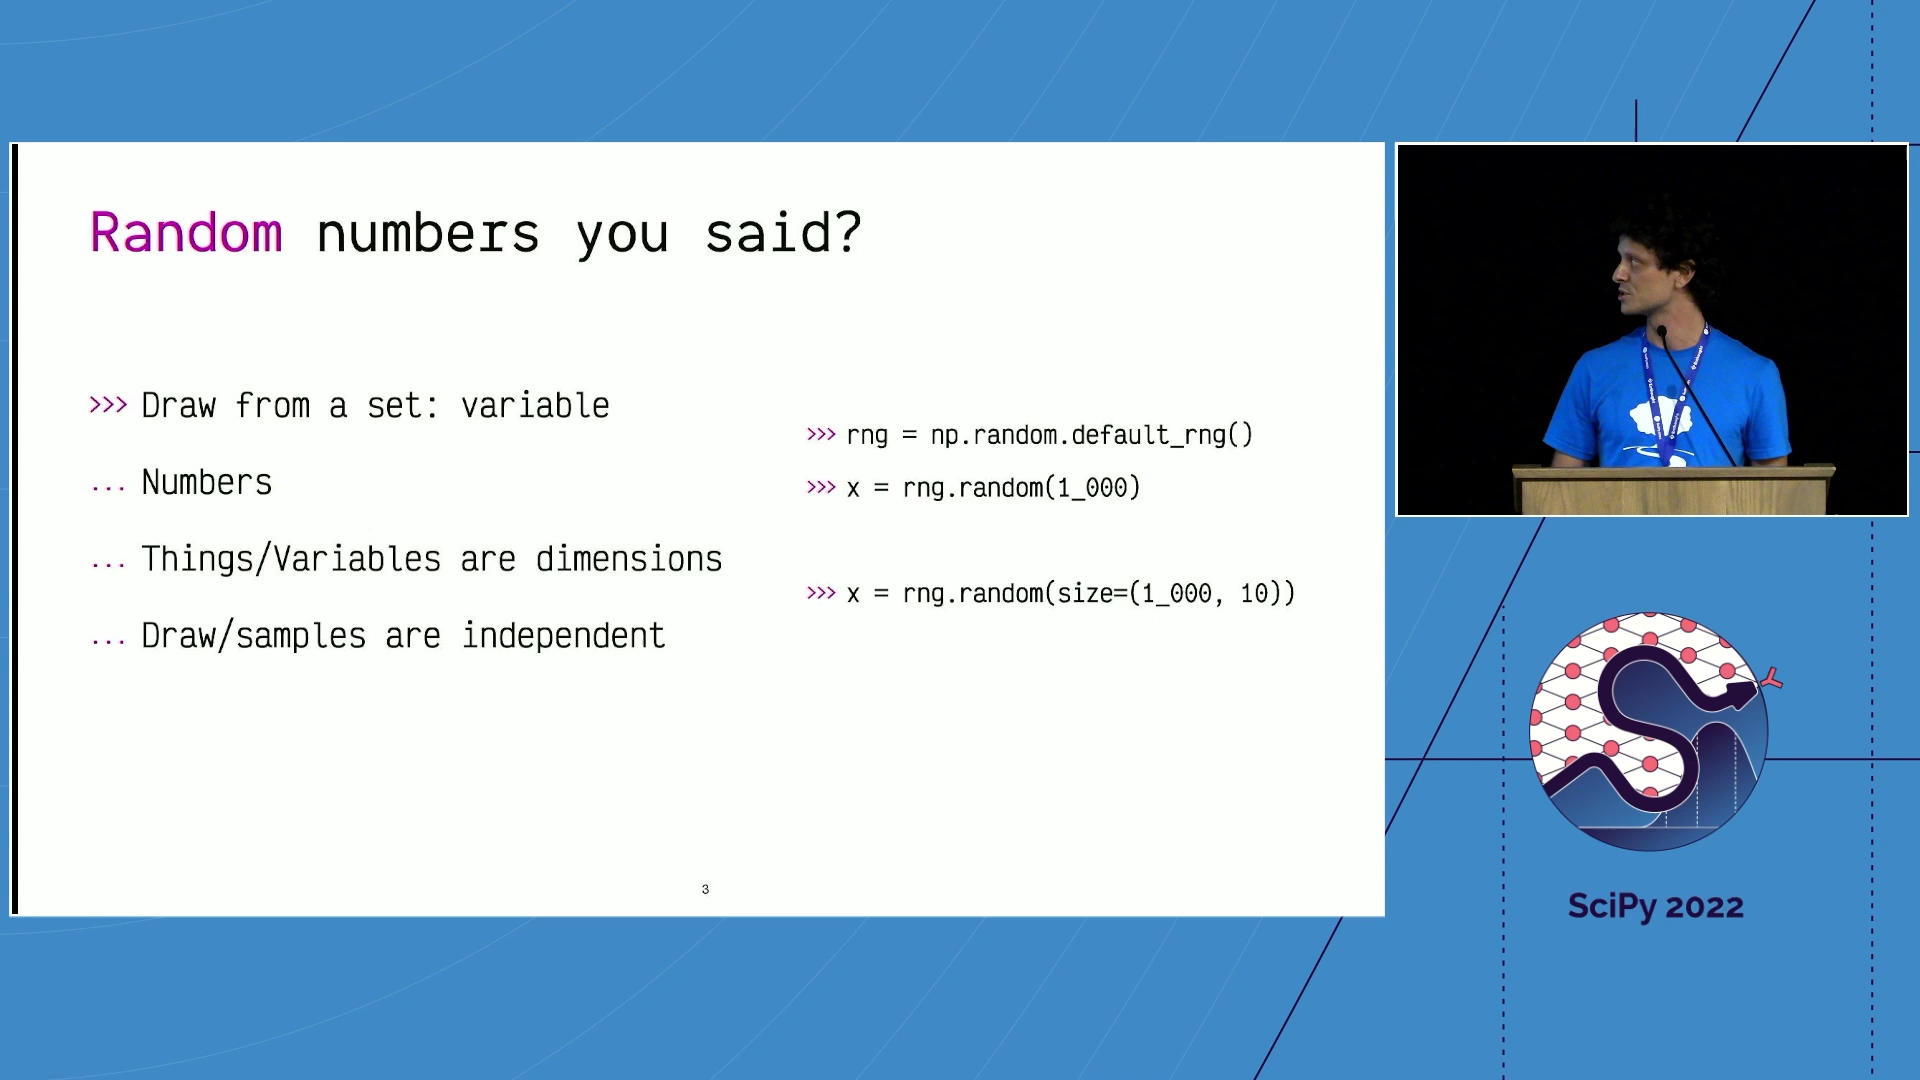 Random numbers you said?
>>> Draw from a set: variable
... Numbers
... Things/Variables are dimensions
... Draw/samples are independent
>>> rng = np.random.default_rng()
>>> x = rng.random(1_000)
>>> x = rng.random(size=(1_000, 10))
3
SciPy 2022